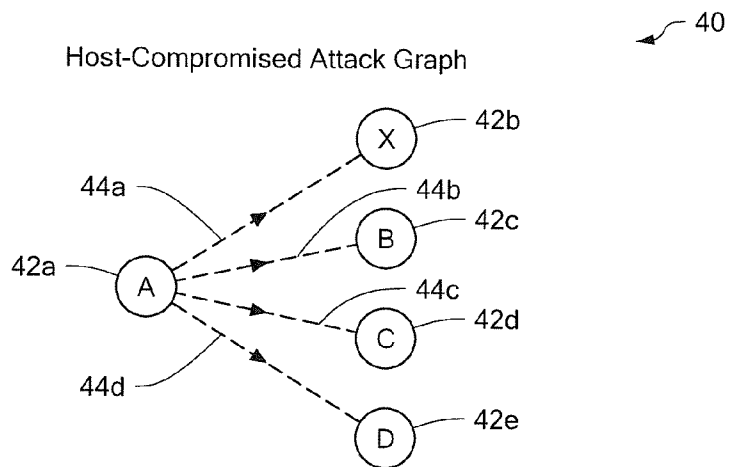 40
Host-Compromised Attack Graph
X
42b
44a
44b
B
42c
42a
A
44c
C
42d
44d
D
42e